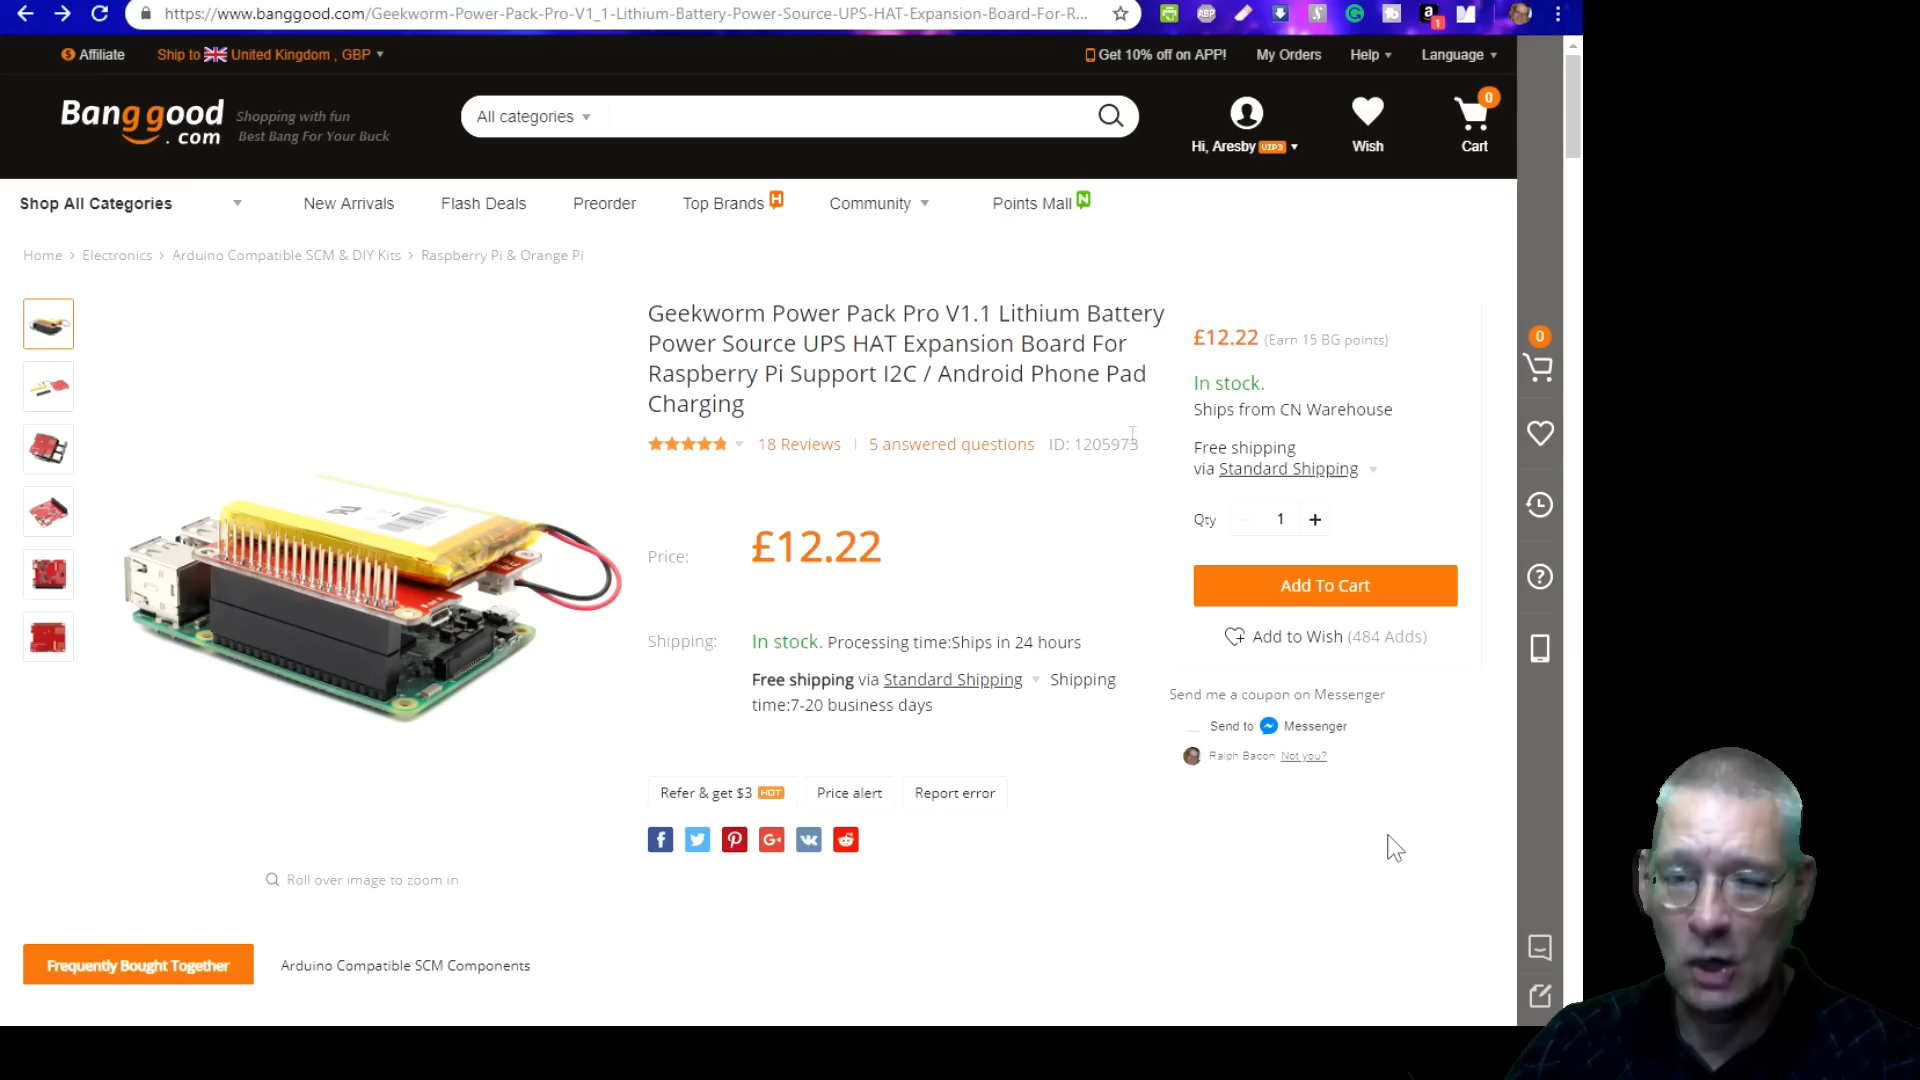 https://www.banggood.com/Geekworm-Power-Pack-Pro-V1_1-Lithium-Battery-Power-Source-UPS-HAT-Expansion-Board-For-R...
ABP
1
Affiliate
Ship to United Kingdom , GBP
Get 10% off on APP!
My Orders
Help
Language
Banggood
.com
Shopping with fun
Best Bang For Your Buck
All categories
0
Hi, Aresby VIP3
Wish
Cart
Shop All Categories
New Arrivals
Flash Deals
Preorder
Top Brands H
Community
Points Mall N
Home > Electronics > Arduino Compatible SCM & DIY Kits > Raspberry Pi & Orange Pi
Geekworm Power Pack Pro V1.1 Lithium Battery
Power Source UPS HAT Expansion Board For
Raspberry Pi Support I2C / Android Phone Pad
Charging
18 Reviews
5 answered questions
ID: 1205973
Price:
£12.22
Shipping:
In stock. Processing time:Ships in 24 hours
Free shipping via Standard Shipping Shipping
time:7-20 business days
Refer & get $3 HOT
Price alert
Report error
£12.22 (Earn 15 BG points)
In stock.
Ships from CN Warehouse
Free shipping
via Standard Shipping
Qty
1
Add To Cart
Add to Wish (484 Adds)
Send me a coupon on Messenger
Send to Messenger
Ralph Bacon Not you?
0
Roll over image to zoom in
Frequently Bought Together
Arduino Compatible SCM Components